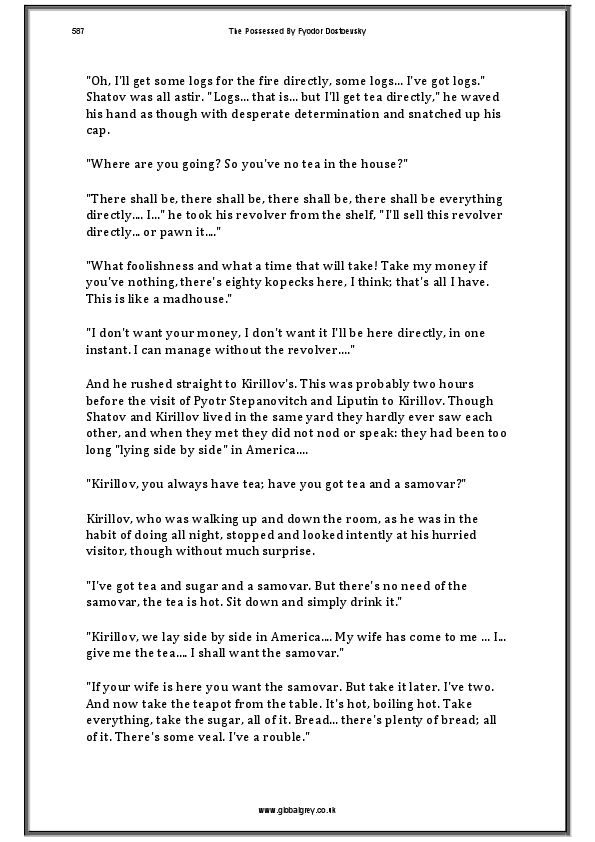 587
The Possessed By Fyodor Dostoevsky
"Oh, I'll get some logs for the fire directly, some logs... I've got logs."
Shatov was all astir. "Logs... that is... but I'll get tea directly," he waved
his hand as though with desperate determination and snatched up his
cap.
"Where are you going? So you've no tea in the house?"
"There shall be, there shall be, there shall be, there shall be everything
directly.... I..." he took his revolver from the shelf, "I'll sell this revolver
directly... or pawn it...."
"What foolishness and what a time that will take! Take my money if
you've nothing, there's eighty kopecks here, I think; that's all I have.
This is like a madhouse."
"I don't want your money, I don't want it I'll be here directly, in one
instant. I can manage without the revolver...."
And he rushed straight to Kirillov's. This was probably two hours
before the visit of Pyotr Stepanovitch and Liputin to Kirillov. Though
Shatov and Kirillov lived in the same yard they hardly ever saw each
other, and when they met they did not nod or speak: they had been too
long "lying side by side" in America....
"Kirillov, you always have tea; have you got tea and a samovar?"
Kirillov, who was walking up and down the room, as he was in the
habit of doing all night, stopped and looked intently at his hurried
visitor, though without much surprise.
"I've got tea and sugar and a samovar. But there's no need of the
samovar, the tea is hot. Sit down and simply drink it."
"Kirillov, we lay side by side in America.... My wife has come to me ... I...
give me the tea.... I shall want the samovar."
"If your wife is here you want the samovar. But take it later. I've two.
And now take the teapot from the table. It's hot, boiling hot. Take
everything, take the sugar, all of it. Bread... there's plenty of bread; all
of it. There's some veal. I've a rouble."
www.globalgrey.co.uk